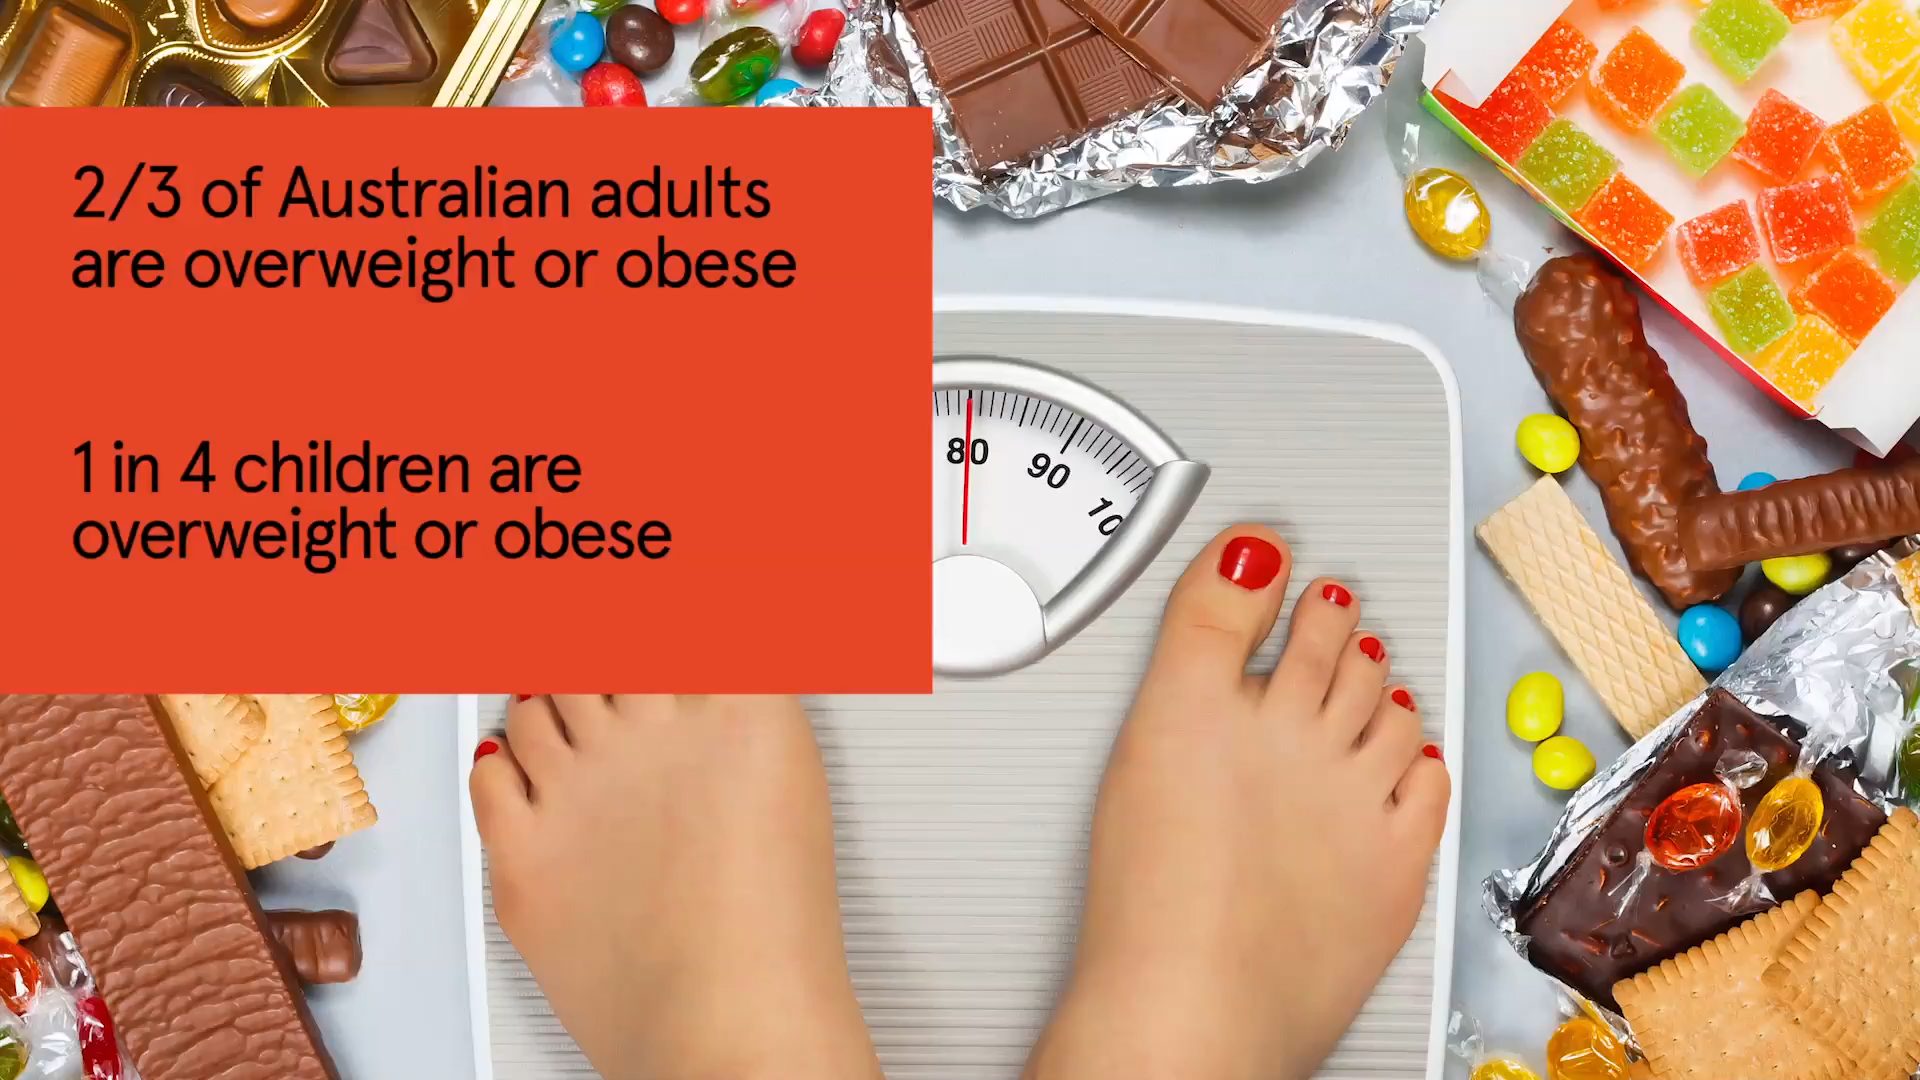 2/3 of Australian adults
are overweight or obese
1 in 4 children are
overweight or obese
80
90
10